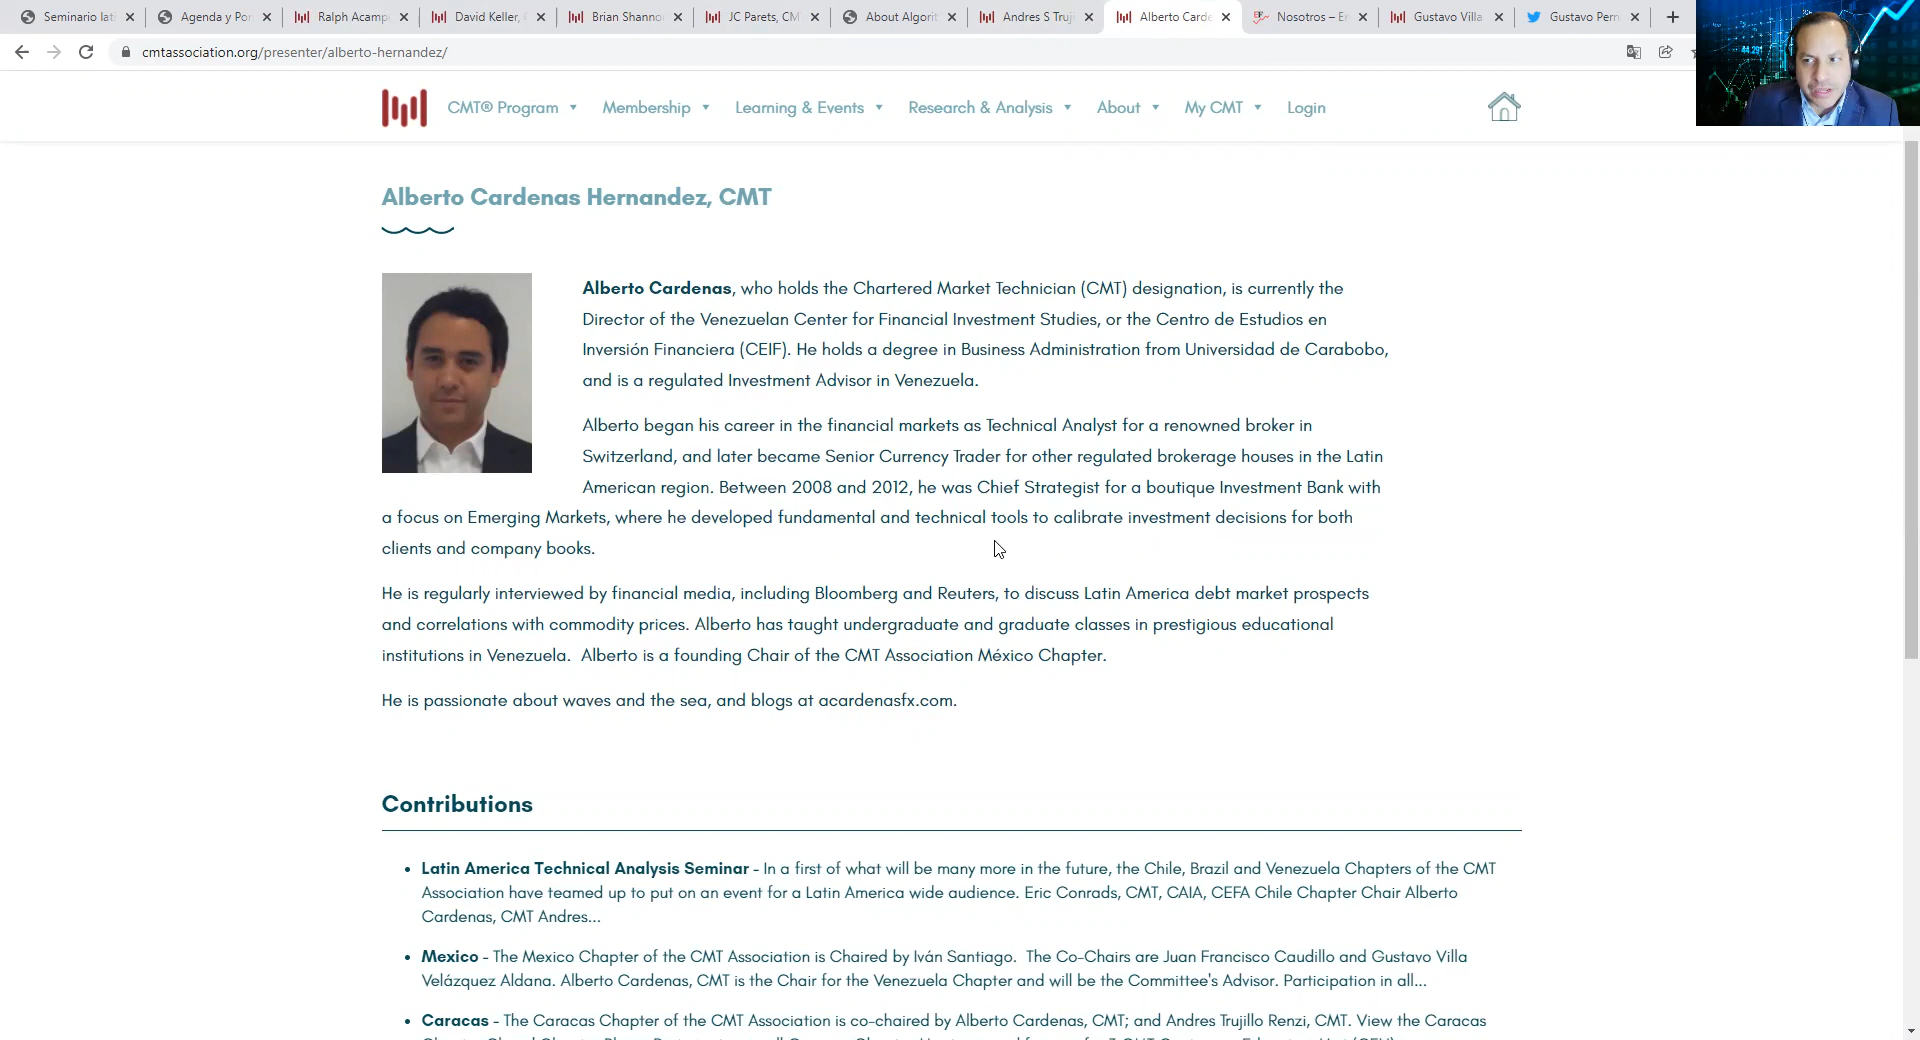 Seminario lat
Agenda y Por
Ralph Acamp
David Keller,
Brian Shanno
JC Parets, CM
About Algorit
Andres S Truji
Alberto Carde
Nosotros – En
Gustavo Villa
Gustavo Pern
cmtassociation.org/presenter/alberto-hernandez/
44.29
CMT® Program
Membership
Learning & Events
Research & Analysis
About
My CMT
Login
Alberto Cardenas Hernandez, CMT
Alberto Cardenas, who holds the Chartered Market Technician (CMT) designation, is currently the
Director of the Venezuelan Center for Financial Investment Studies, or the Centro de Estudios en
Inversión Financiera (CEIF). He holds a degree in Business Administration from Universidad de Carabobo,
and is a regulated Investment Advisor in Venezuela.
Alberto began his career in the financial markets as Technical Analyst for a renowned broker in
Switzerland, and later became Senior Currency Trader for other regulated brokerage houses in the Latin
American region. Between 2008 and 2012, he was Chief Strategist for a boutique Investment Bank with
a focus on Emerging Markets, where he developed fundamental and technical tools to calibrate investment decisions for both
clients and company books.
He is regularly interviewed by financial media, including Bloomberg and Reuters, to discuss Latin America debt market prospects
and correlations with commodity prices. Alberto has taught undergraduate and graduate classes in prestigious educational
institutions in Venezuela. Alberto is a founding Chair of the CMT Association México Chapter.
He is passionate about waves and the sea, and blogs at acardenasfx.com.
Contributions
• Latin America Technical Analysis Seminar - In a first of what will be many more in the future, the Chile, Brazil and Venezuela Chapters of the CMT
Association have teamed up to put on an event for a Latin America wide audience. Eric Conrads, CMT, CAIA, CEFA Chile Chapter Chair Alberto
Cardenas, CMT Andres...
• Mexico - The Mexico Chapter of the CMT Association is Chaired by Iván Santiago. The Co-Chairs are Juan Francisco Caudillo and Gustavo Villa
Velázquez Aldana. Alberto Cardenas, CMT is the Chair for the Venezuela Chapter and will be the Committee's Advisor. Participation in all...
• Caracas - The Caracas Chapter of the CMT Association is co-chaired by Alberto Cardenas, CMT; and Andres Trujillo Renzi, CMT. View the Caracas